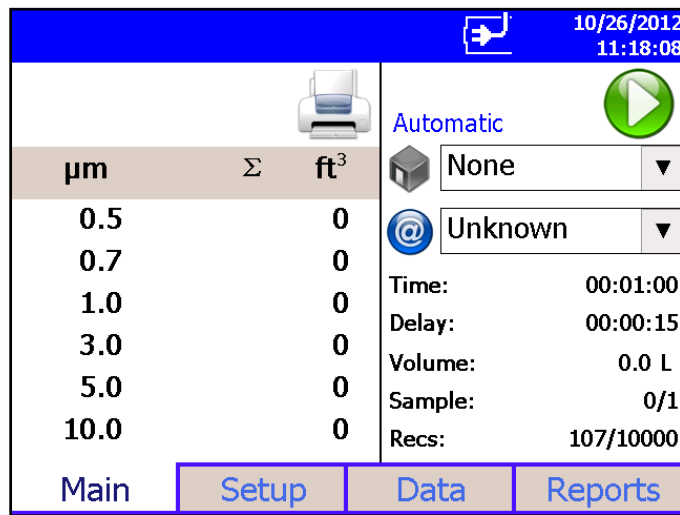 10/26/2012
11:18:08
Automatic
µm Σ ft³
None
0.5 0
Unknown
0.7 0
Time: 00:01:00
1.0 0
Delay: 00:00:15
3.0 0
Volume: 0.0 L
5.0 0
Sample: 0/1
10.0 0
Recs: 107/10000
Main Setup Data Reports